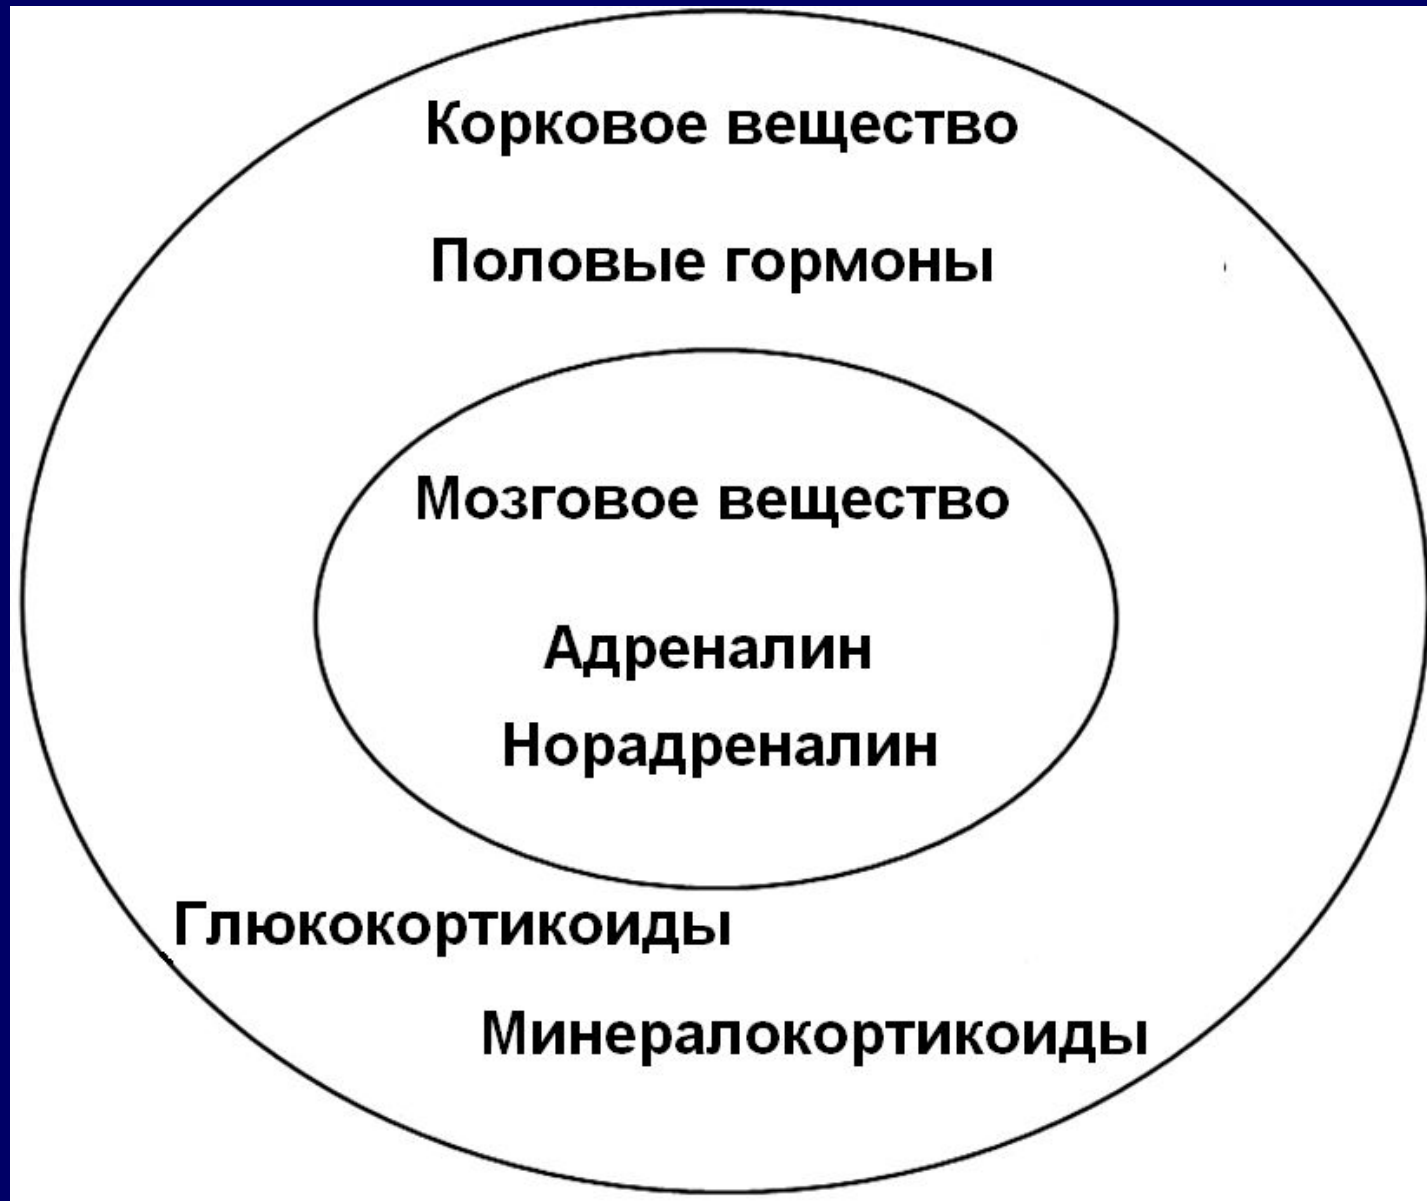 Корковое вещество
Половые гормоны
Мозговое вещество
Адреналин
Норадреналин
Глюкокортикоиды
Минералокортикоиды